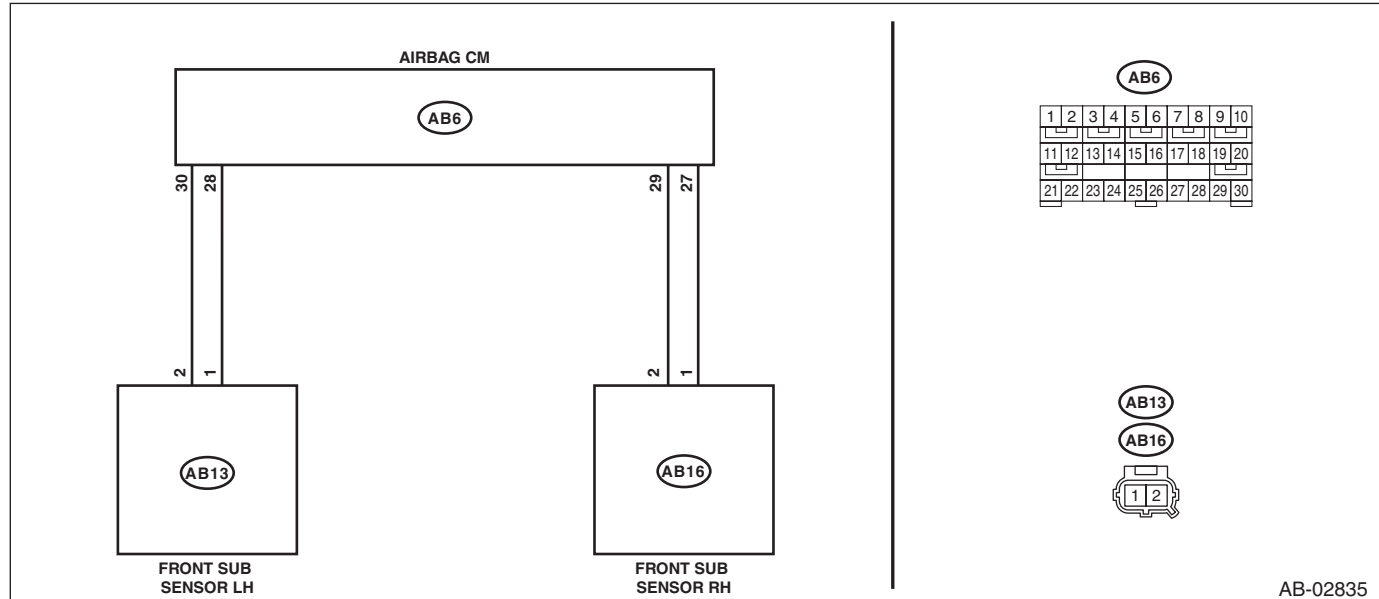 AIRBAG CM
AB6
30 28 29 27
2 1 2 1
AB13 AB16
FRONT SUB
SENSOR LH
FRONT SUB
SENSOR RH
AB6
1 2 3 4 5 6 7 8 9 10
11 12 13 14 15 16 17 18 19 20
21 22 23 24 25 26 27 28 29 30
AB13
AB16
1 2
AB-02835